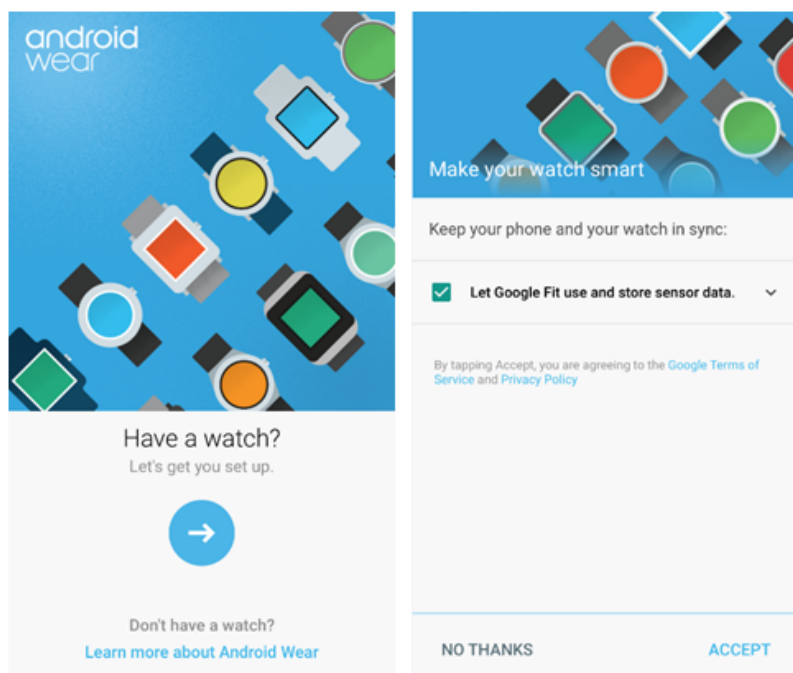 android
wear
Have a watch?
Let's get you set up.
Don't have a watch?
Learn more about Android Wear
Make your watch smart
Keep your phone and your watch in sync:
Let Google Fit use and store sensor data.
By tapping Accept, you are agreeing to the Google Terms of
Service and Privacy Policy
NO THANKS
ACCEPT